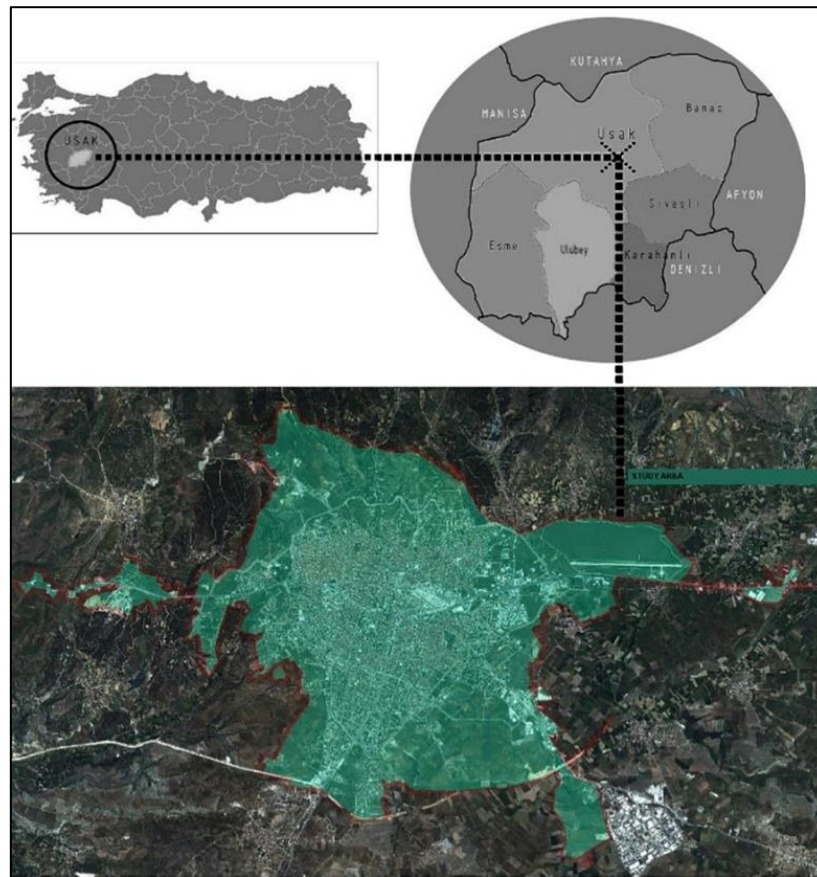 USAK
KUTAHYA
MANISA
Banaz
Usak
Sivasli
AFYON
Esme
Ulubey
Karahanli
DENIZLI
STUDY AREA